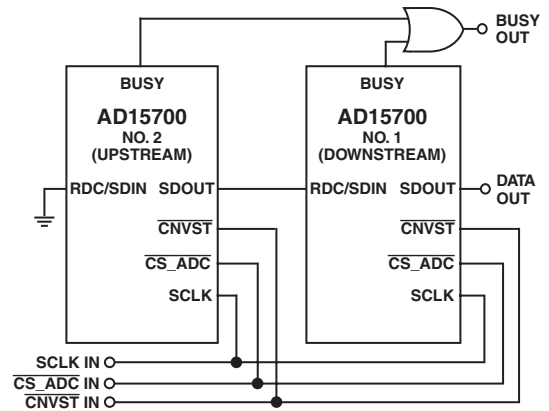 BUSY
OUT
BUSY
AD15700
NO. 2
(UPSTREAM)
BUSY
AD15700
NO. 1
(DOWNSTREAM)
RDC/SDIN SDOUT
RDC/SDIN SDOUT
DATA
OUT
CNVST
CNVST
CS_ADC
CS_ADC
SCLK
SCLK
SCLK IN
CS_ADC IN
CNVST IN